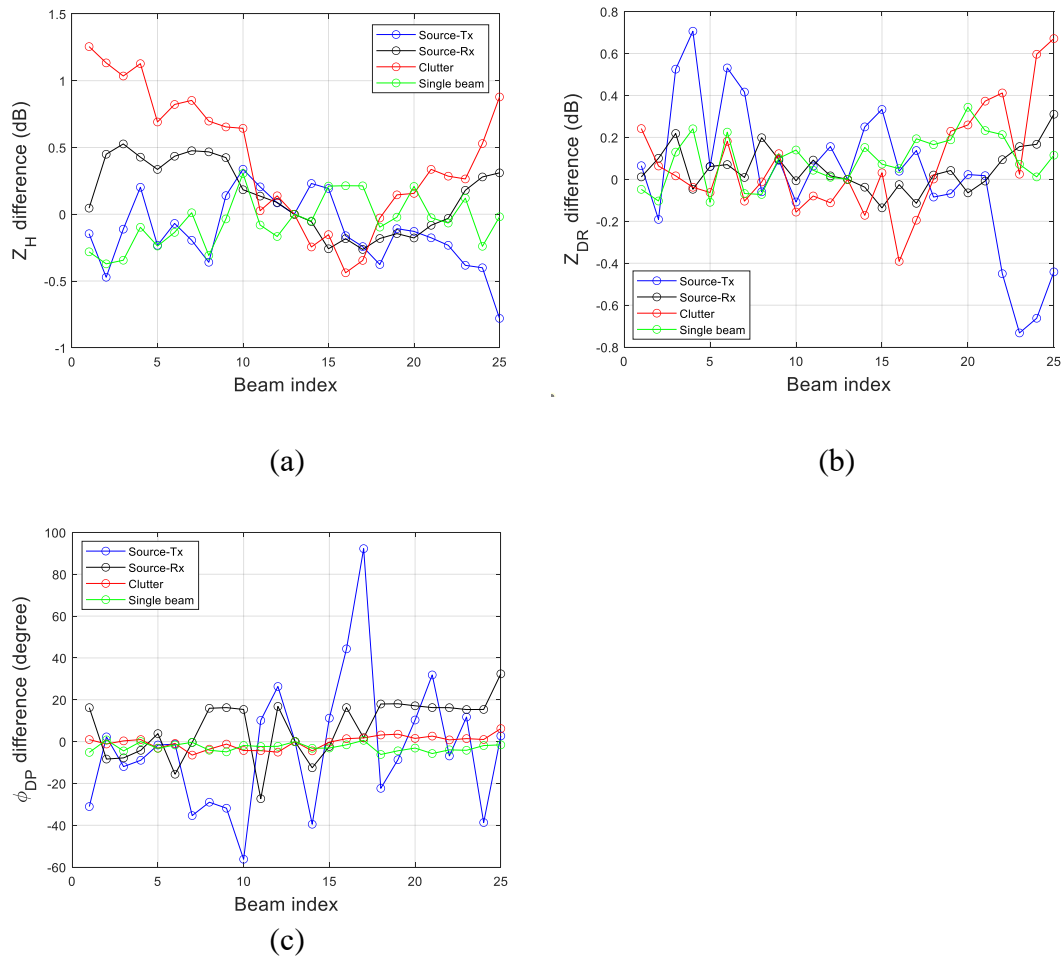 1.5
1
0.5
0
-0.5
-1
Z_H difference (dB)
0 5 10 15 20 25
Beam index
Source-Tx
Source-Rx
Clutter
Single beam
(a)
0.8
0.6
0.4
0.2
0
-0.2
-0.4
-0.6
-0.8
Z_DR difference (dB)
0 5 10 15 20 25
Beam index
Source-Tx
Source-Rx
Clutter
Single beam
(b)
100
80
60
40
20
0
-20
-40
-60
ϕ_DP difference (degree)
0 5 10 15 20 25
Beam index
Source-Tx
Source-Rx
Clutter
Single beam
(c)